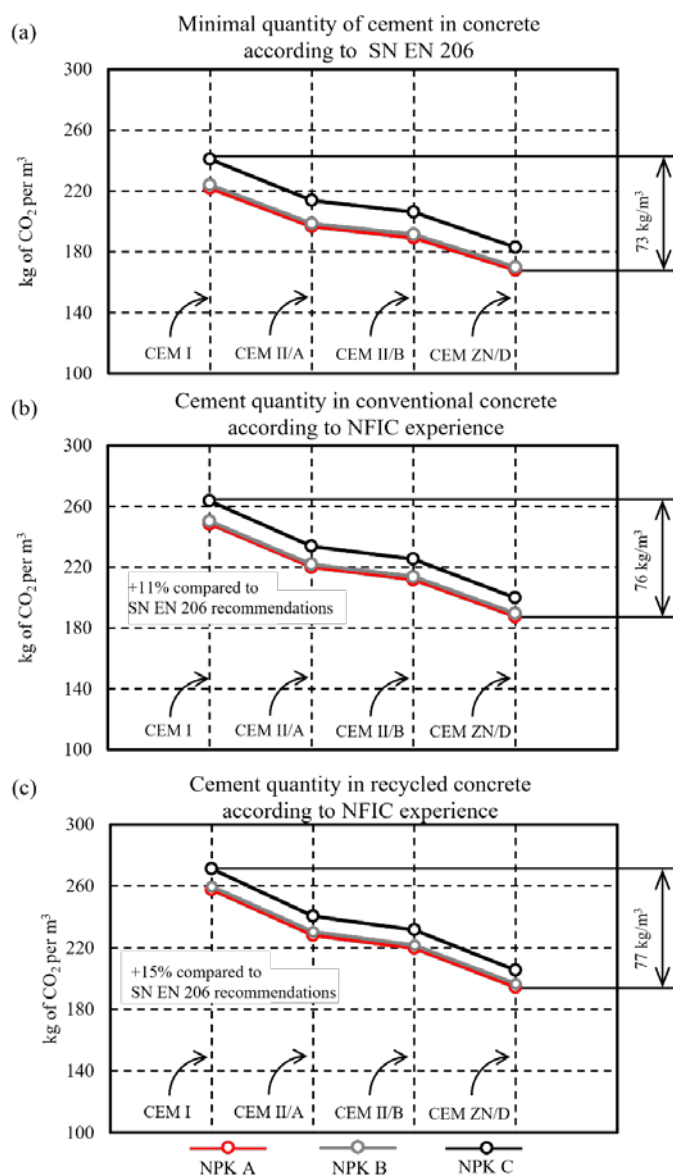 (a)
Minimal quantity of cement in concrete
according to SN EN 206
300
260
220
180
140
100
kg of CO2 per m3
CEM I
CEM II/A
CEM II/B
CEM ZN/D
73 kg/m3
(b)
Cement quantity in conventional concrete
according to NFIC experience
300
260
220
180
140
100
kg of CO2 per m3
+11% compared to
SN EN 206 recommendations
CEM I
CEM II/A
CEM II/B
CEM ZN/D
76 kg/m3
(c)
Cement quantity in recycled concrete
according to NFIC experience
300
260
220
180
140
100
kg of CO2 per m3
+15% compared to
SN EN 206 recommendations
CEM I
CEM II/A
CEM II/B
CEM ZN/D
77 kg/m3
NPK A
NPK B
NPK C